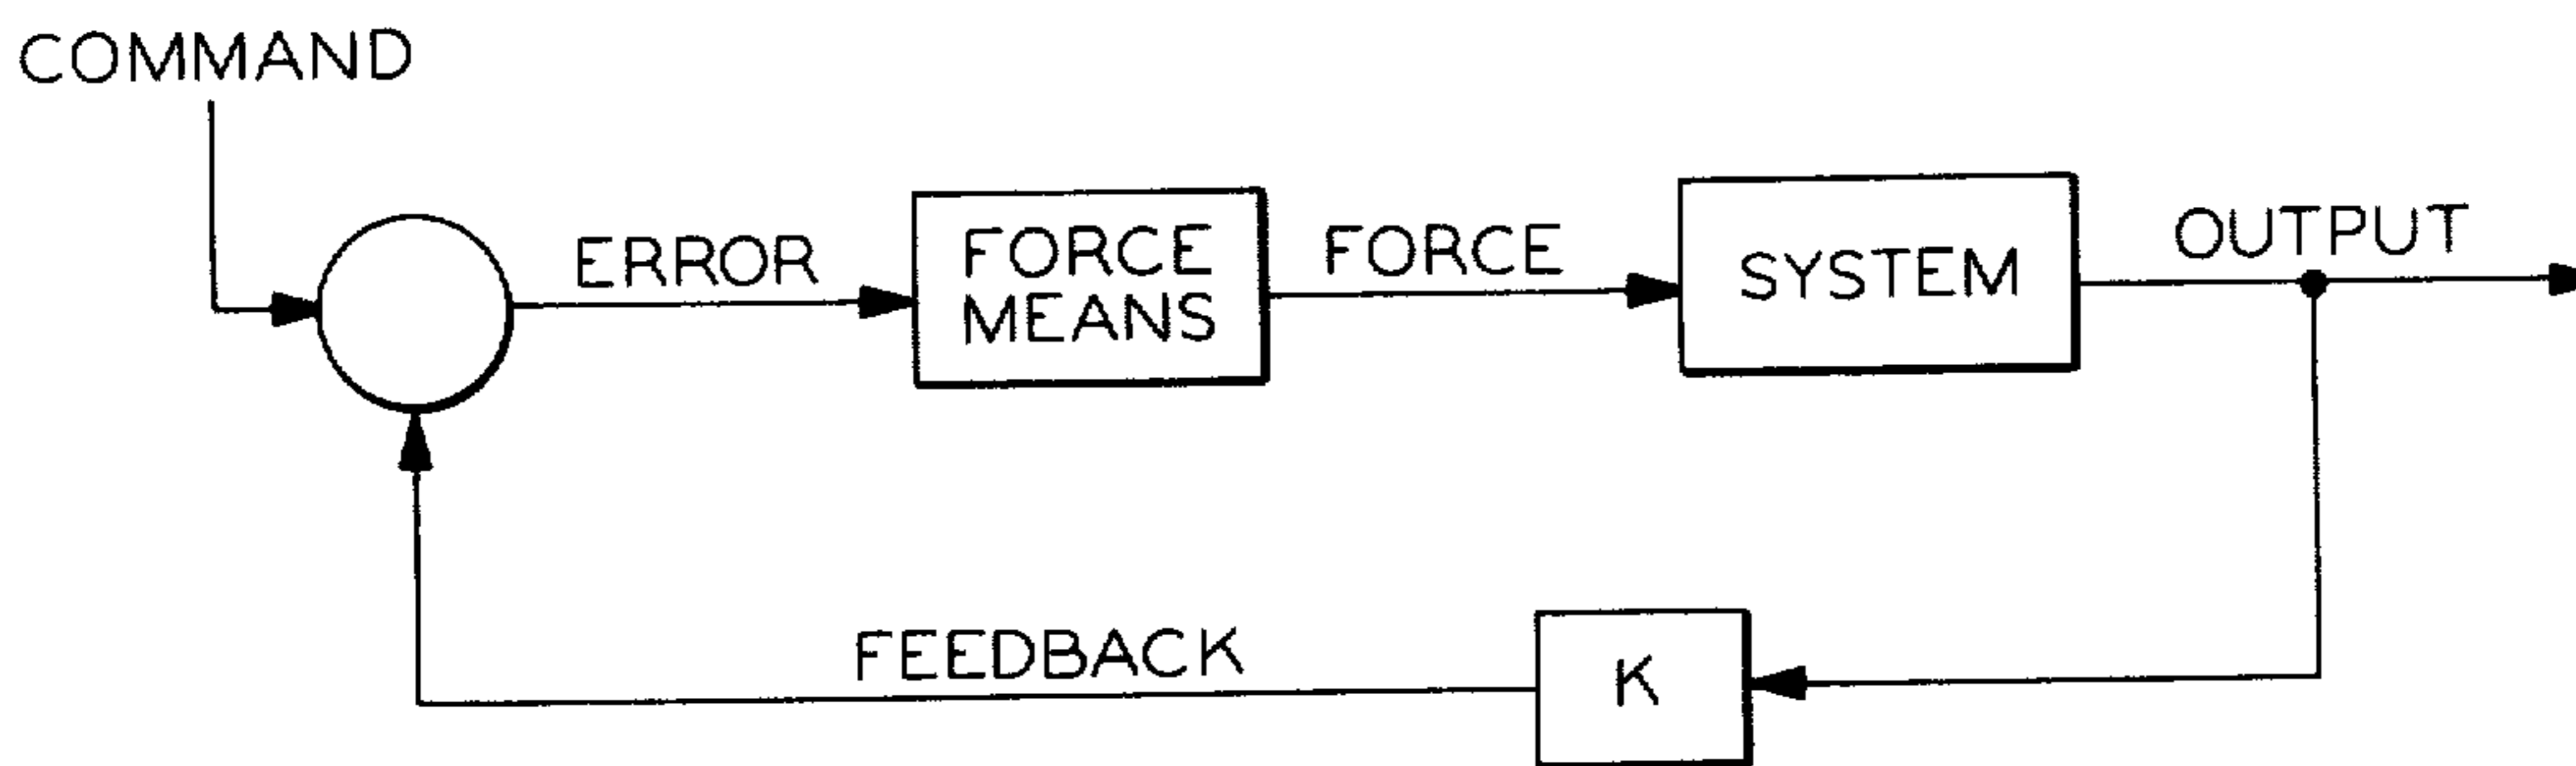 COMMAND
ERROR
FORCE
MEANS
FORCE
SYSTEM
OUTPUT
FEEDBACK
K